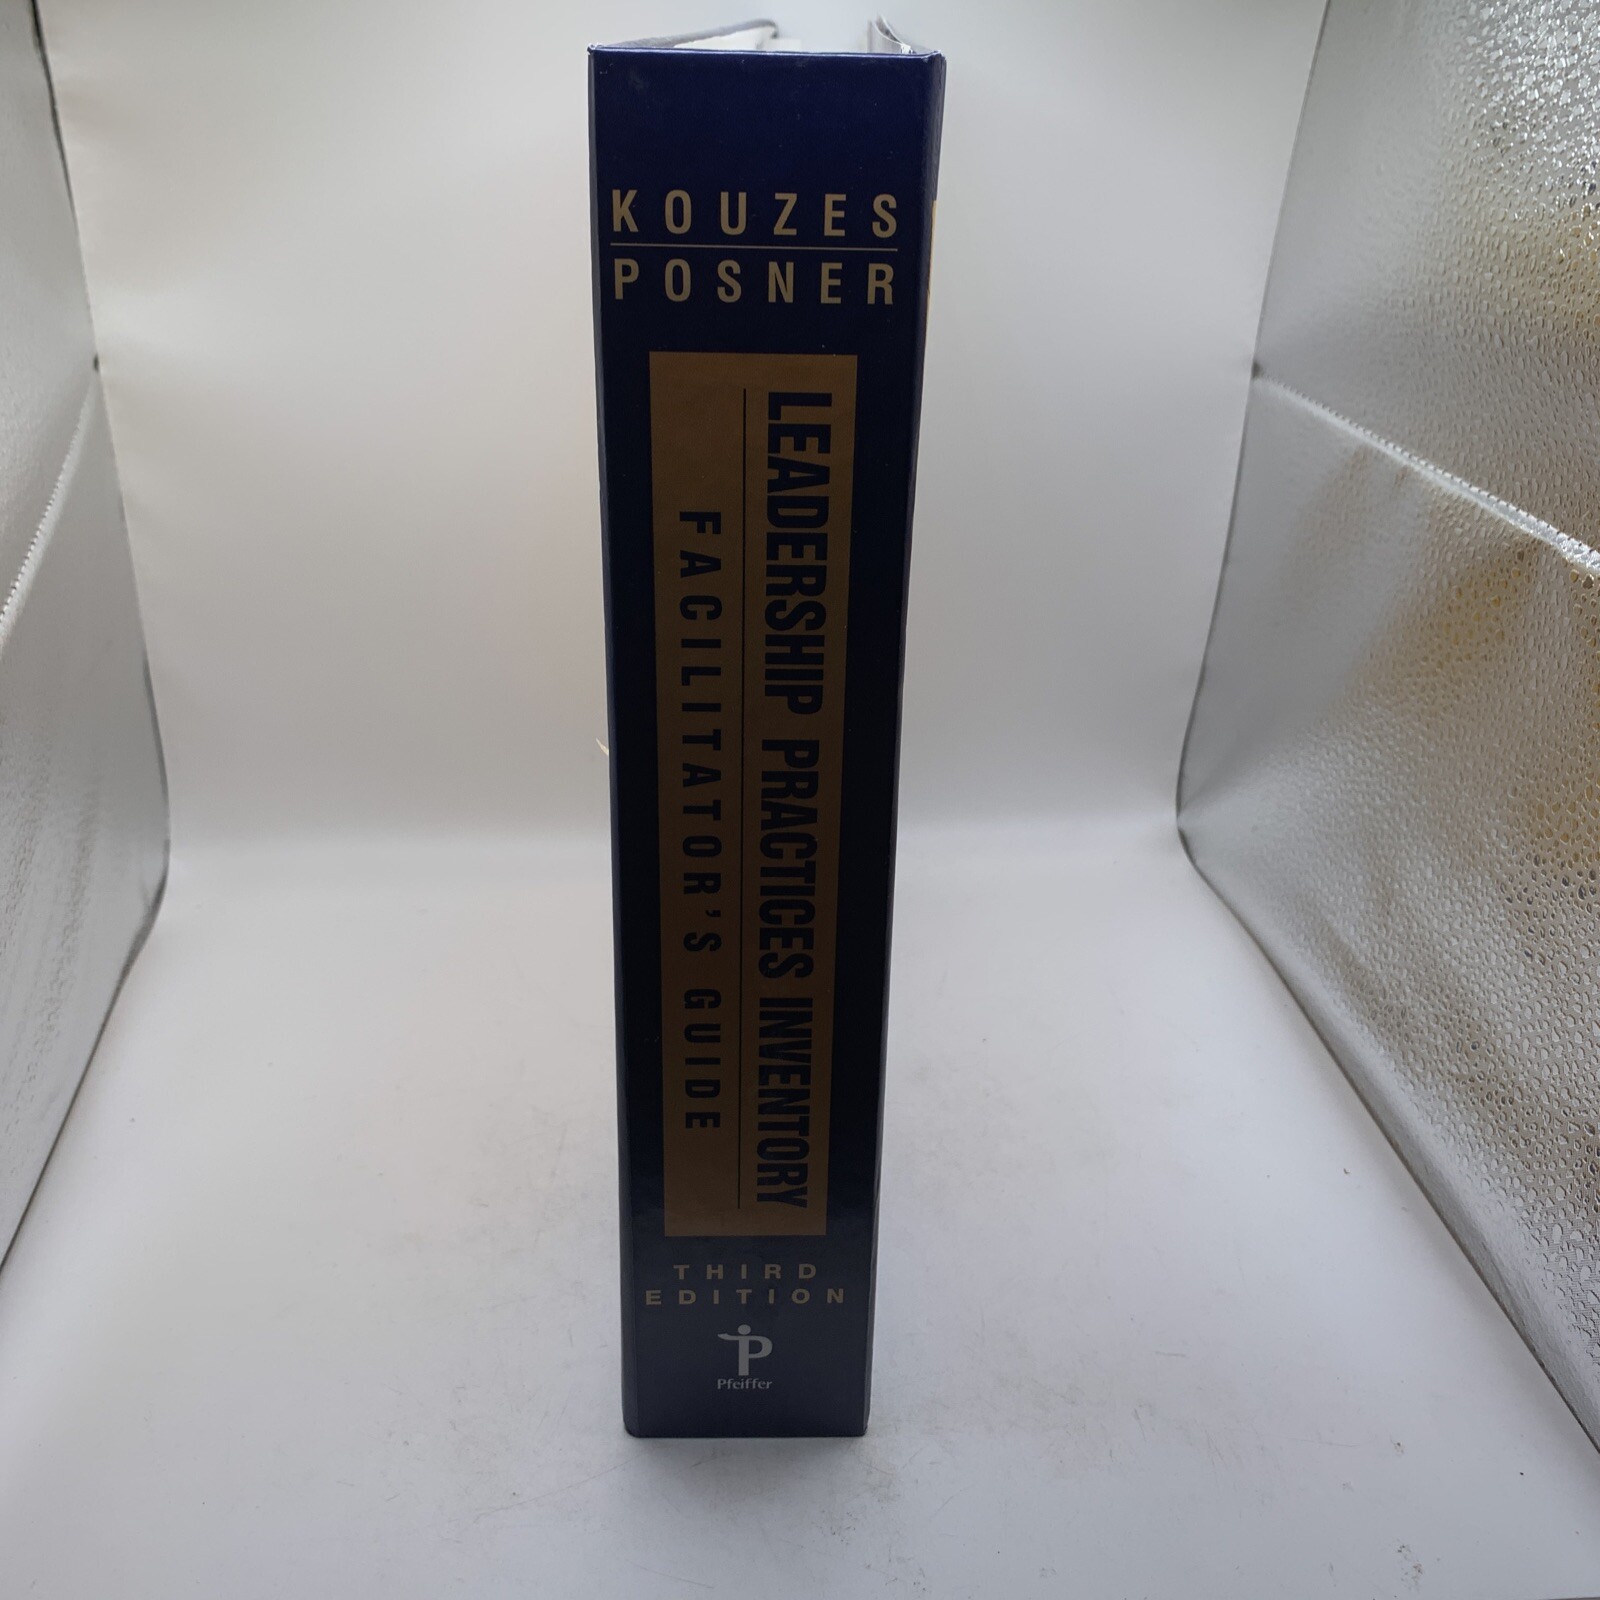 KOUZES
POSNER
LEADERSHIP PRACTICES INVENTORY
FACILITATOR'S GUIDE
THIRD
EDITION
P
Pfeiffer